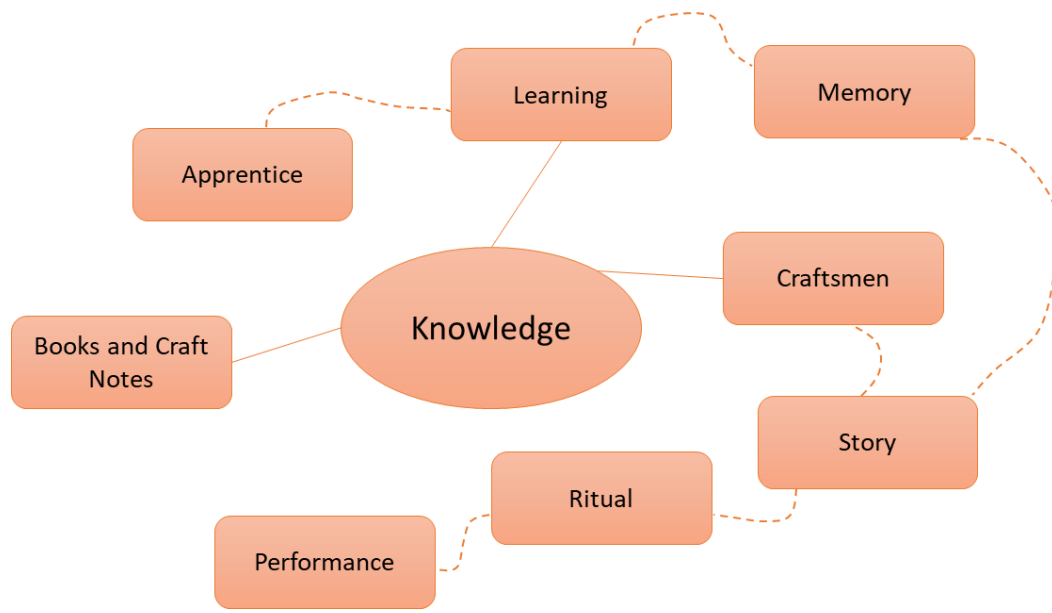 Learning
Memory
Apprentice
Craftsmen
Knowledge
Books and Craft
Notes
Story
Ritual
Performance